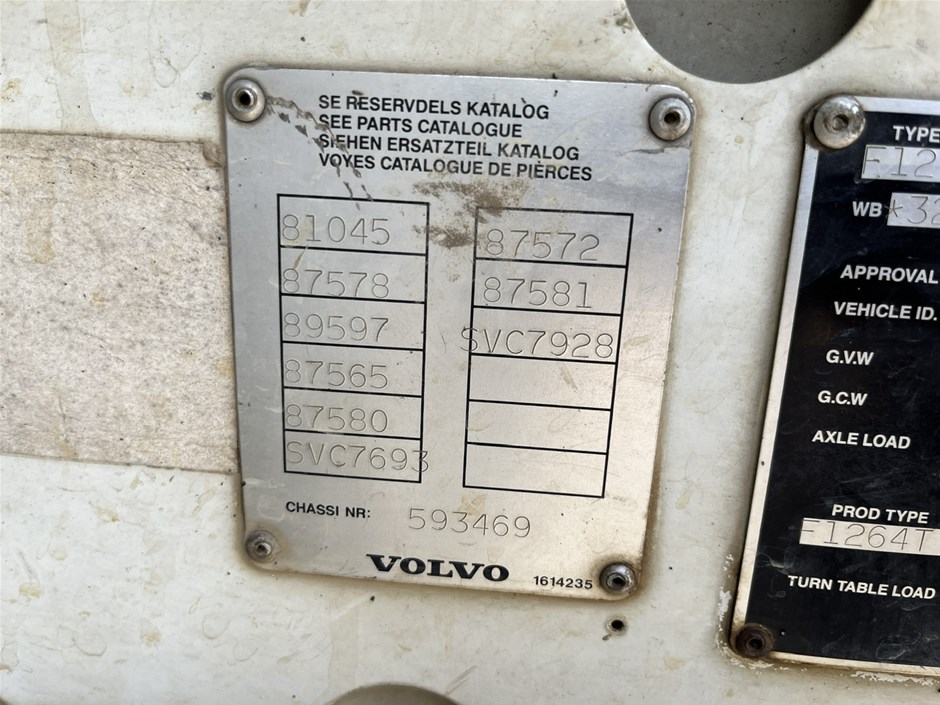 SE RESERVDELS KATALOG
SEE PARTS CATALOGUE
SIEHEN ERSATZTEIL KATALOG
VOYES CATALOGUE DE PIÈRCES
81045
87578
89597
87565
87580
SVC7693
87572
87581
SVC7928
CHASSI NR: 593469
VOLVO 1614235
TYPE
F12
WB *32
APPROVAL
VEHICLE ID.
G.V.W
G.C.W
AXLE LOAD
PROD TYPE
F1264T
TURN TABLE LOAD